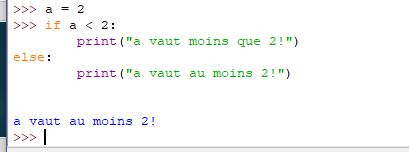 >>> a = 2
>>> if a < 2:
        print("a vaut moins que 2!")
else:
        print("a vaut au moins 2!")
a vaut au moins 2!
>>>